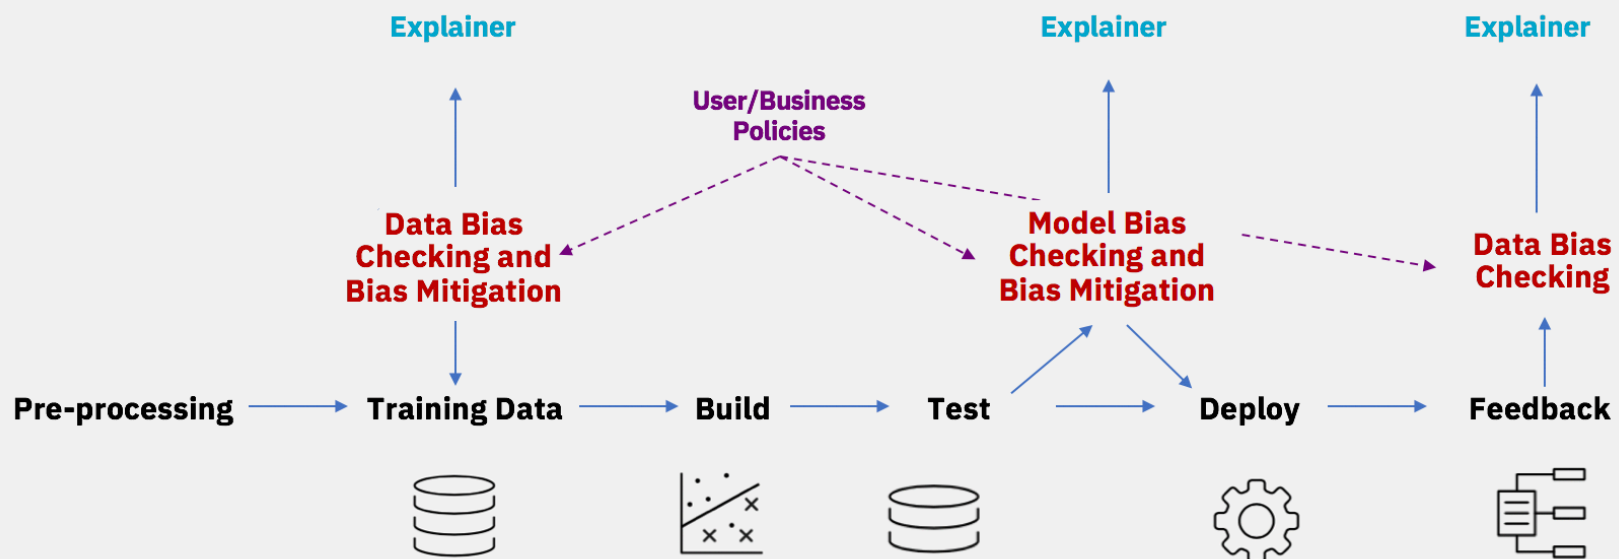 Explainer
Explainer
Explainer
User/Business
Policies
Data Bias
Checking and
Bias Mitigation
Model Bias
Checking and
Bias Mitigation
Data Bias
Checking
Pre-processing
Training Data
Build
Test
Deploy
Feedback